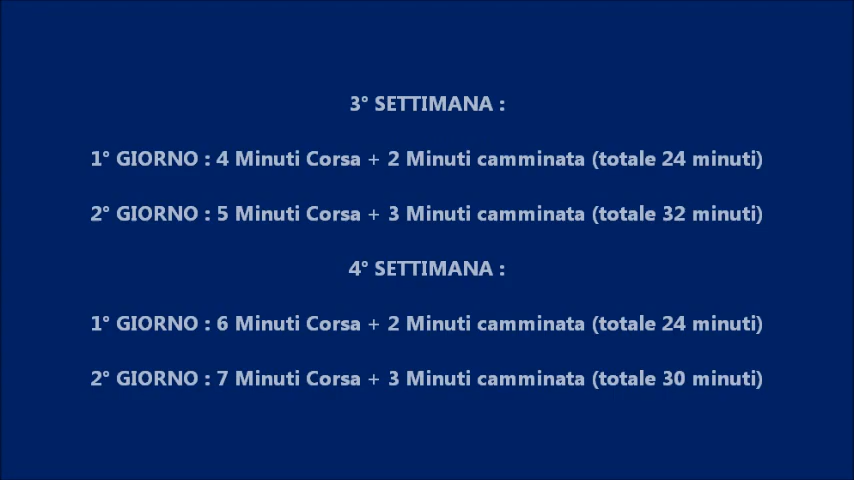 3° SETTIMANA :
1° GIORNO : 4 Minuti Corsa + 2 Minuti camminata (totale 24 minuti)
2° GIORNO : 5 Minuti Corsa + 3 Minuti camminata (totale 32 minuti)
4° SETTIMANA :
1° GIORNO : 6 Minuti Corsa + 2 Minuti camminata (totale 24 minuti)
2° GIORNO : 7 Minuti Corsa + 3 Minuti camminata (totale 30 minuti)